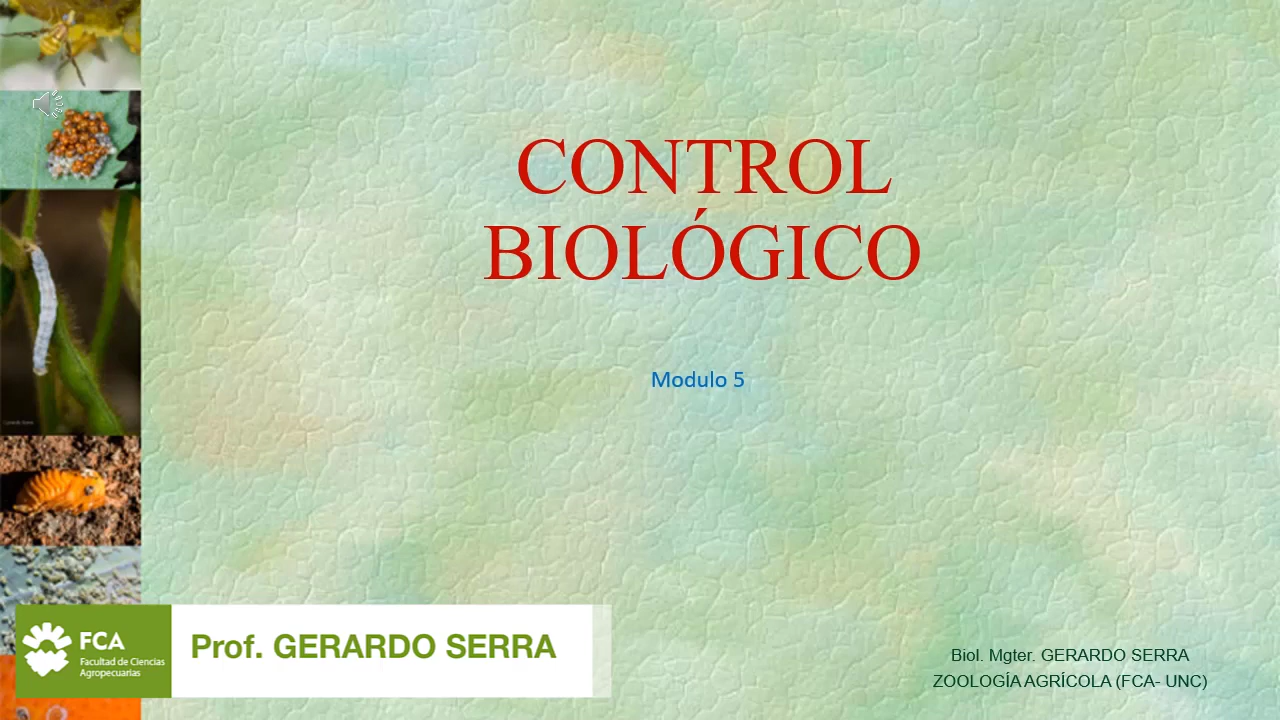 CONTROL
BIOLÓGICO
Modulo 5
FCA
Facultad de Ciencias
Agropecuarias
Prof. GERARDO SERRA
Biol. Mgter. GERARDO SERRA
ZOOLOGÍA AGRÍCOLA (FCA- UNC)